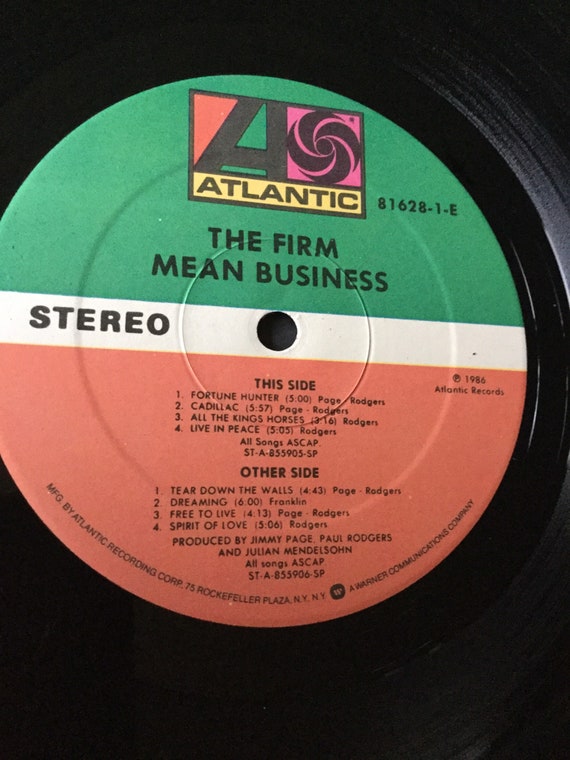 ATLANTIC
81628-1-E
THE FIRM
MEAN BUSINESS
STEREO
℗ 1986
Atlantic Records
THIS SIDE
1. FORTUNE HUNTER (5:00) Page - Rodgers
2. CADILLAC (5:57) Page - Rodgers
3. ALL THE KINGS HORSES (3:16) Rodgers
4. LIVE IN PEACE (5:05) Rodgers
All Songs ASCAP.
ST-A-855905-SP
OTHER SIDE
1. TEAR DOWN THE WALLS (4:43) Page - Rodgers
2. DREAMING (6:00) Franklin
3. FREE TO LIVE (4:13) Page - Rodgers
4. SPIRIT OF LOVE (5:06) Rodgers
PRODUCED BY JIMMY PAGE, PAUL RODGERS
AND JULIAN MENDELSOHN
All songs ASCAP
ST-A-855906-SP
MFG. BY ATLANTIC RECORDING CORP., 75 ROCKEFELLER PLAZA, N.Y. N.Y. A WARNER COMMUNICATIONS COMPANY